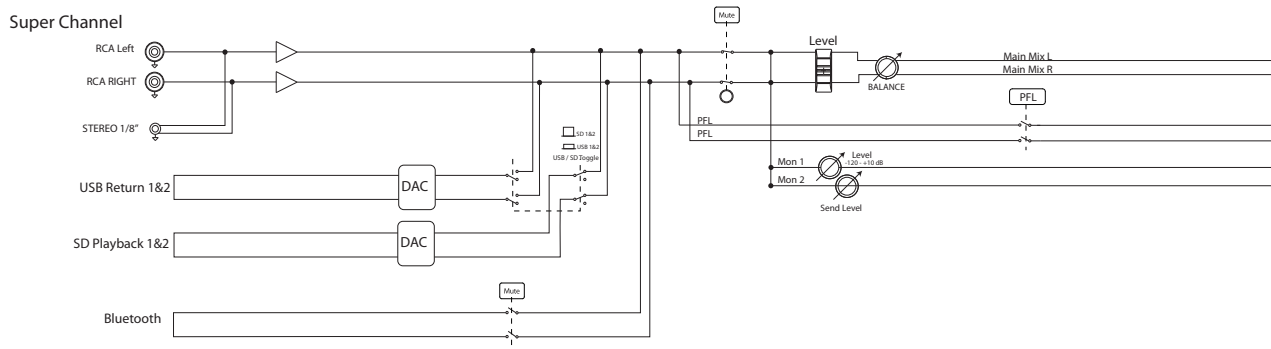 Super Channel
Mute
RCA Left
Level
Main Mix L
RCA RIGHT
Main Mix R
BALANCE
PFL
STEREO 1/8”
PFL
PFL
SD 1&2
USB 1&2
USB / SD Toggle
Mon 1
Level
-120 - +10 dB
USB Return 1&2
DAC
Mon 2
Send Level
SD Playback 1&2
DAC
Mute
Bluetooth